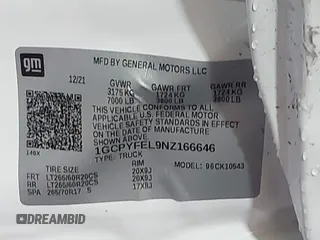 gm
MFD BY GENERAL MOTORS LLC
12/21 GVWR GAWR FRT GAWR RR
3175 KG 1724 KG 1724 KG
7000 LB 3800 LB 3800 LB
THIS VEHICLE CONFORMS TO ALL
APPLICABLE U.S. FEDERAL MOTOR
VEHICLE SAFETY STANDARDS IN
EFFECT ON THE DATE OF
MANUFACTURE SHOWN ABOVE.
1GCPYFEL9NZ166646
TYPE: TRUCK
MODEL: 96CK10543
TIRE SIZE RIM
FRT LT265/60R20CS 20X9J
RR LT265/60R20CS 20X9J
SPA 265/70R17 S 17X8J
DREAMBID